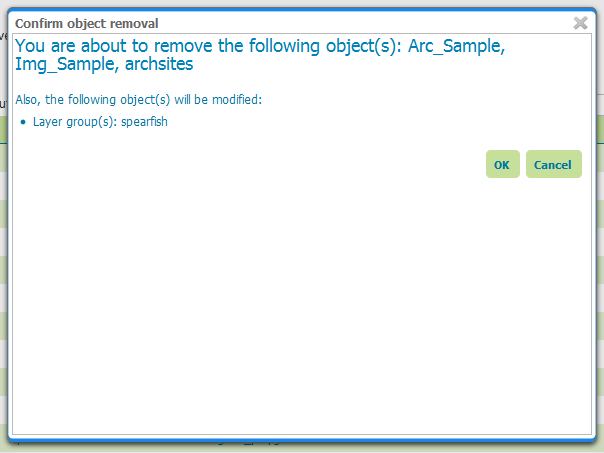 Confirm object removal
You are about to remove the following object(s): Arc_Sample,
Img_Sample, archsites
Also, the following object(s) will be modified:
• Layer group(s): spearfish
OK Cancel